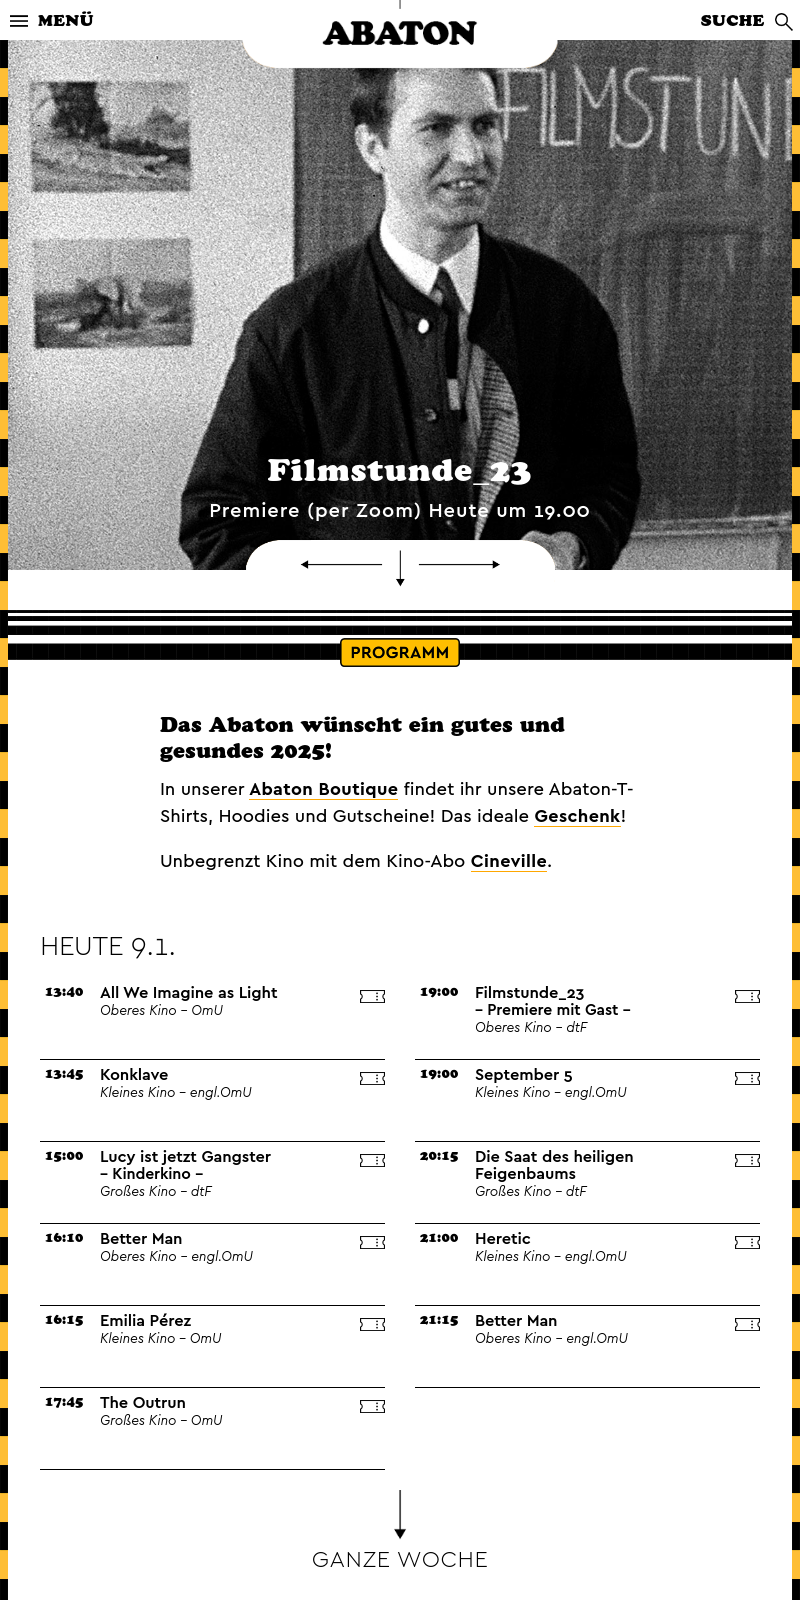 MENÜ
ABATON
SUCHE
FILMSTUN
Filmstunde_23
Premiere (per Zoom) Heute um 19.00
PROGRAMM
Das Abaton wünscht ein gutes und
gesundes 2025!
In unserer Abaton Boutique findet ihr unsere Abaton-T-
Shirts, Hoodies und Gutscheine! Das ideale Geschenk!
Unbegrenzt Kino mit dem Kino-Abo Cineville.
HEUTE 9.1.
13:40 All We Imagine as Light
Oberes Kino – OmU
13:45 Konklave
Kleines Kino – engl.OmU
15:00 Lucy ist jetzt Gangster
– Kinderkino –
Großes Kino – dtF
16:10 Better Man
Oberes Kino – engl.OmU
16:15 Emilia Pérez
Kleines Kino – OmU
17:45 The Outrun
Großes Kino – OmU
19:00 Filmstunde_23
– Premiere mit Gast –
Oberes Kino – dtF
19:00 September 5
Kleines Kino – engl.OmU
20:15 Die Saat des heiligen
Feigenbaums
Großes Kino – dtF
21:00 Heretic
Kleines Kino – engl.OmU
21:15 Better Man
Oberes Kino – engl.OmU
GANZE WOCHE